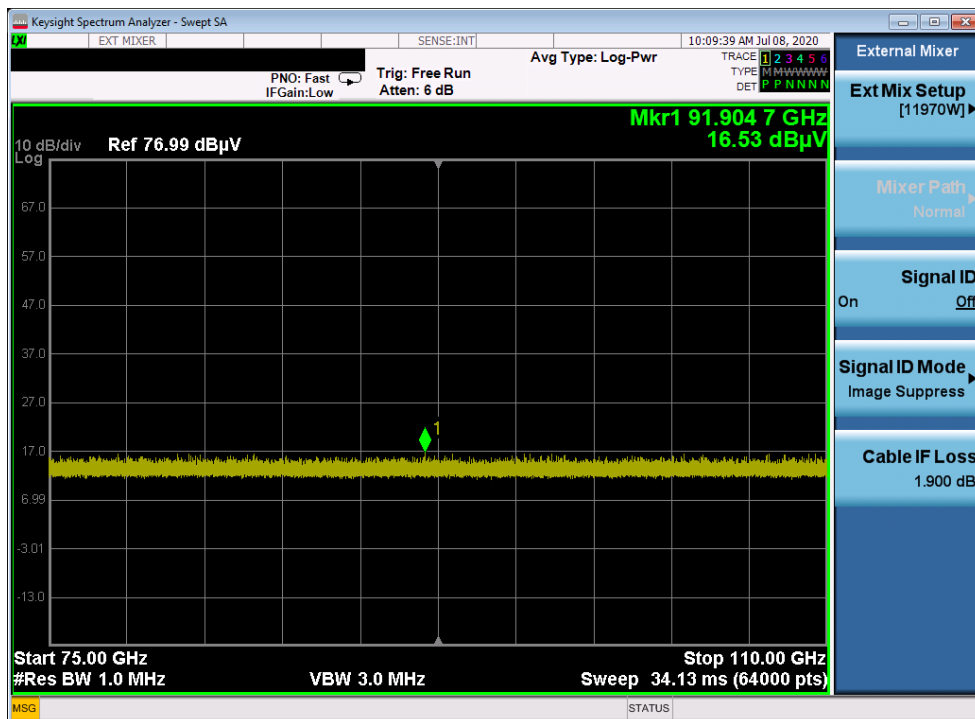 Keysight Spectrum Analyzer - Swept SA
LXI EXT MIXER SENSE:INT 10:09:39 AM Jul 08, 2020
PNO: Fast
IFGain:Low
Trig: Free Run
Atten: 6 dB
Avg Type: Log-Pwr
TRACE 1 2 3 4 5 6
TYPE M M W W W W
DET P P N N N N
Mkr1 91.904 7 GHz
16.53 dBµV
10 dB/div Ref 76.99 dBµV
Log
67.0
57.0
47.0
37.0
27.0
1
17.0
6.99
-3.01
-13.0
Start 75.00 GHz Stop 110.00 GHz
#Res BW 1.0 MHz VBW 3.0 MHz Sweep 34.13 ms (64000 pts)
MSG STATUS
External Mixer
Ext Mix Setup
[11970W]
Mixer Path
Normal
Signal ID
On Off
Signal ID Mode
Image Suppress
Cable IF Loss
1.900 dB